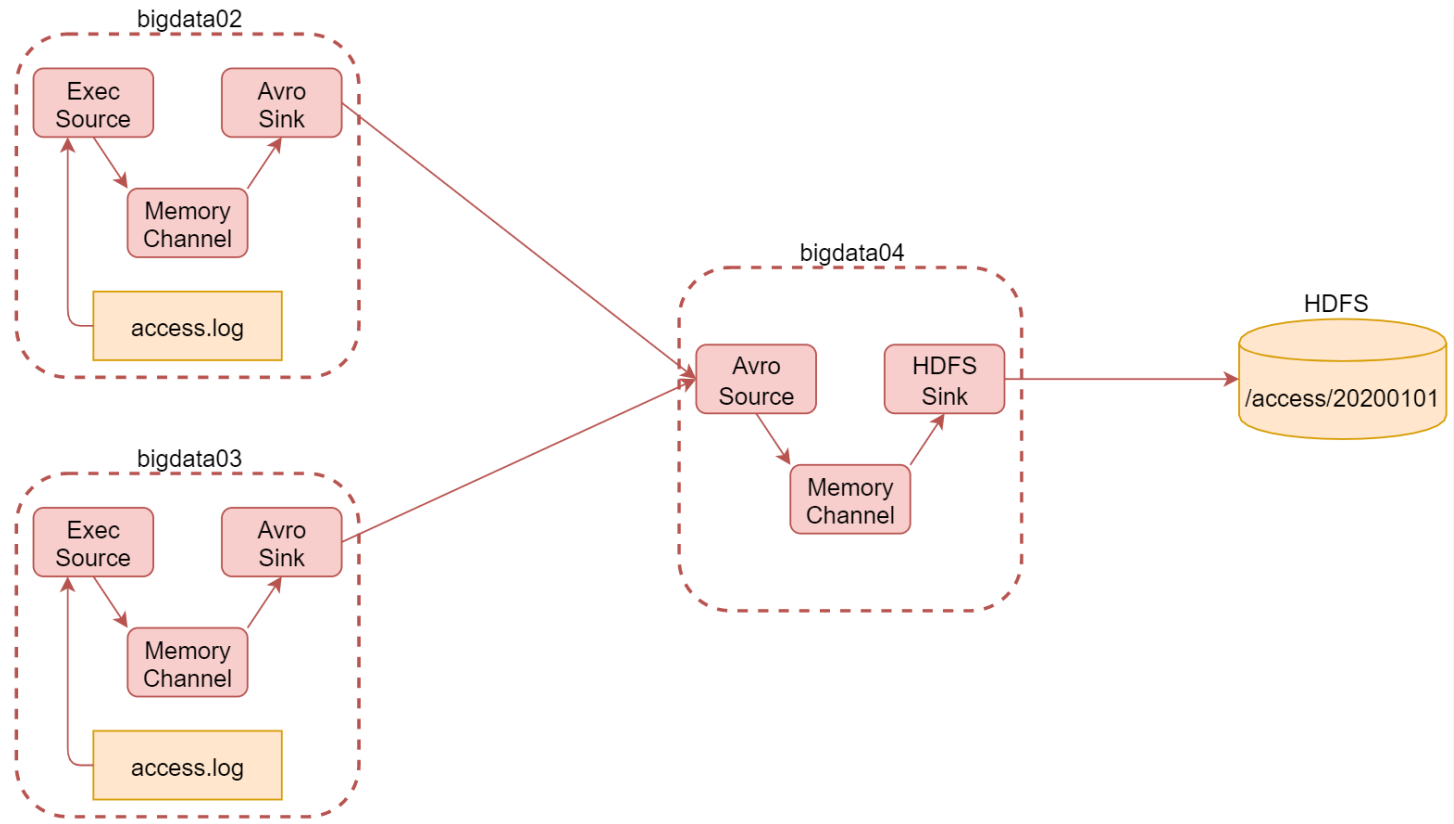 bigdata02
Exec
Source
Avro
Sink
Memory
Channel
access.log
bigdata03
Exec
Source
Avro
Sink
Memory
Channel
access.log
bigdata04
Avro
Source
HDFS
Sink
Memory
Channel
HDFS
/access/20200101